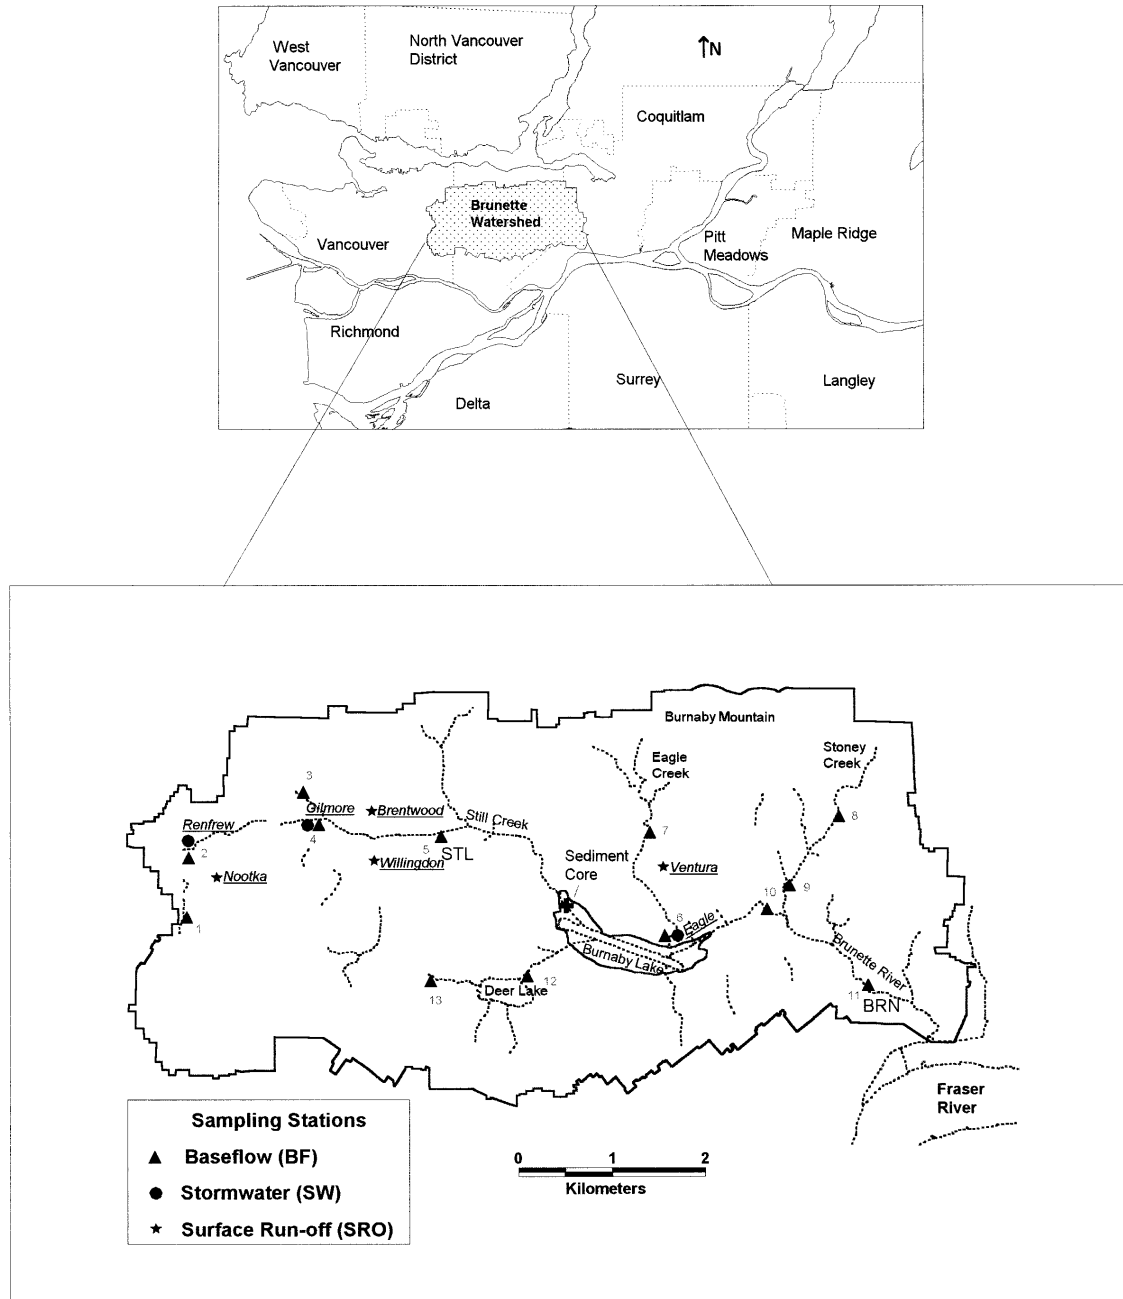 West
Vancouver
North Vancouver
District
N
Coquitlam
Brunette
Watershed
Vancouver
Pitt
Meadows
Maple Ridge
Richmond
Surrey
Langley
Delta
Burnaby Mountain
Stoney
Creek
Eagle
Creek
3
Gilmore
Brentwood
8
Renfrew
4
Still Creek
7
2
5
STL
Willingdon
Sediment
Core
Ventura
Nootka
9
10
1
6
Eagle
Burnaby Lake
Brunette River
12
13
Deer Lake
11
BRN
Fraser
River
Sampling Stations
Baseflow (BF)
Stormwater (SW)
Surface Run-off (SRO)
0 1 2
Kilometers